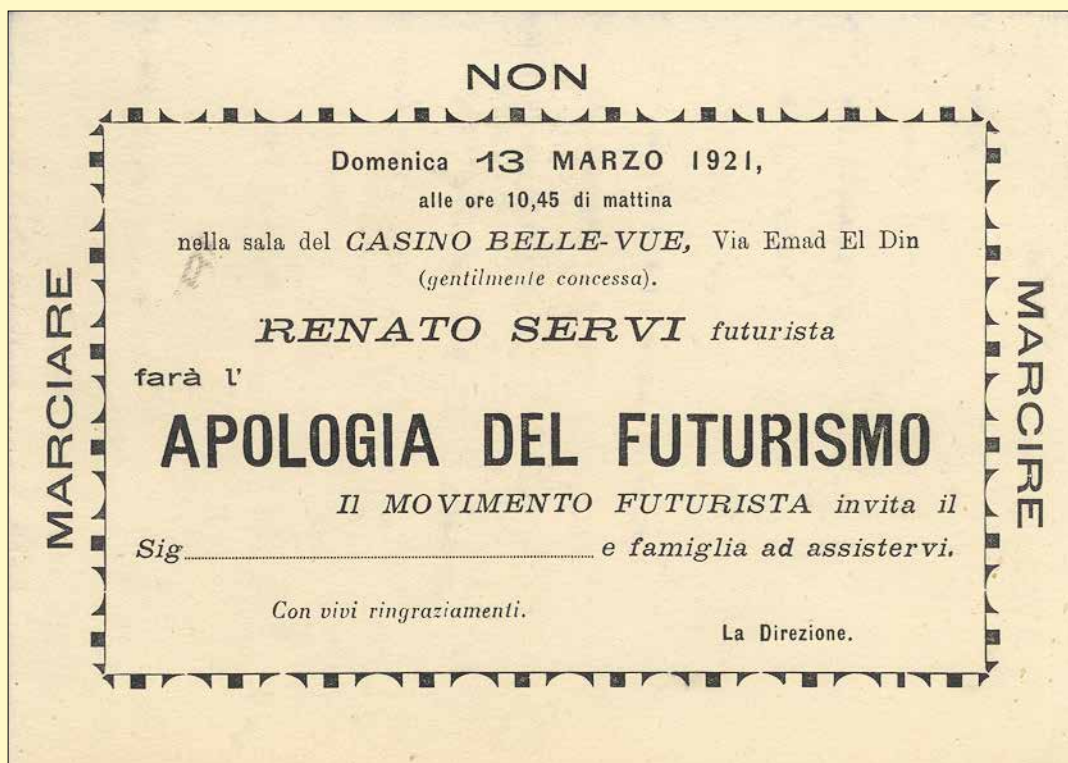 MARCIARE
NON
MARCIRE
Domenica 13 MARZO 1921,
alle ore 10,45 di mattina
nella sala del CASINO BELLE-VUE, Via Emad El Din
(gentilmente concessa).
RENATO SERVI futurista
farà l'
APOLOGIA DEL FUTURISMO
Il MOVIMENTO FUTURISTA invita il
Sig.............................. e famiglia ad assistervi.
Con vivi ringraziamenti.
La Direzione.